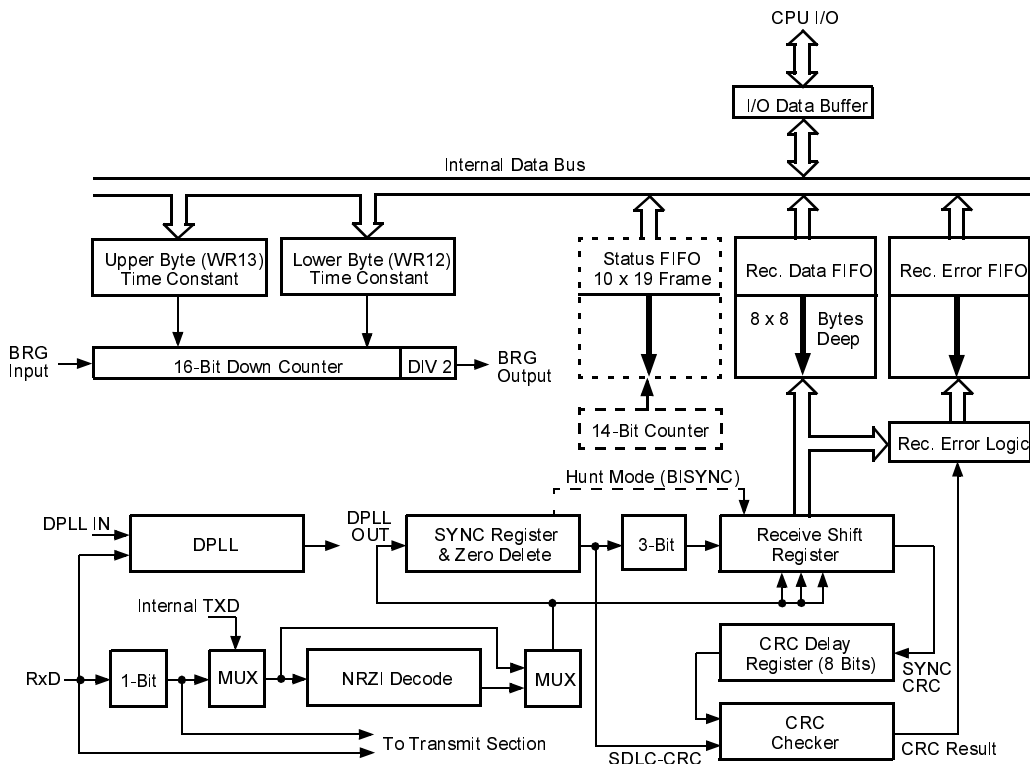 CPU I/O
I/O Data Buffer
Internal Data Bus
Upper Byte (WR13)
Time Constant
Lower Byte (WR12)
Time Constant
Status FIFO
10 x 19 Frame
Rec. Data FIFO
Rec. Error FIFO
8 x 8
Bytes
Deep
BRG
Input
16-Bit Down Counter
DIV 2
BRG
Output
14-Bit Counter
Rec. Error Logic
Hunt Mode (BISYNC)
DPLL IN
DPLL
DPLL
OUT
SYNC Register
& Zero Delete
3-Bit
Receive Shift
Register
Internal TXD
CRC Delay
Register (8 Bits)
SYNC
CRC
RxD
1-Bit
MUX
NRZI Decode
MUX
To Transmit Section
CRC
Checker
SDLC-CRC
CRC Result